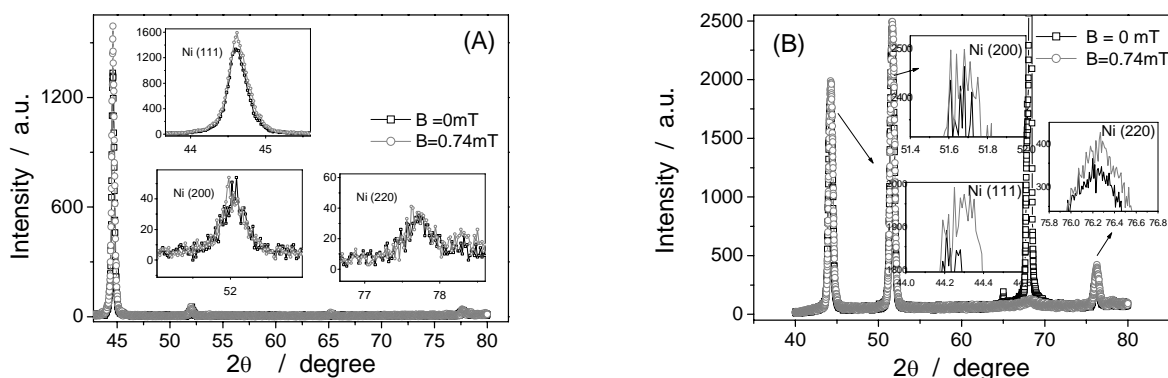 (A)
Intensity / a.u.
1200
600
0
45 50 55 60 65 70 75 80
2θ / degree
B =0mT
B=0.74mT
Ni (111)
1600
1200
800
400
0
44 45
Ni (200)
40
20
0
52
Ni (220)
60
40
20
0
77 78
(B)
Intensity / a.u.
2500
2000
1500
1000
500
0
40 50 60 70 80
2θ / degree
B = 0 mT
B=0.74mT
Ni (200)
2500
2400
51.4 51.6 51.8 52.0
Ni (111)
2000
1900
1800
44.0 44.2 44.4
Ni (220)
400
350
300
75.8 76.0 76.2 76.4 76.6 76.8